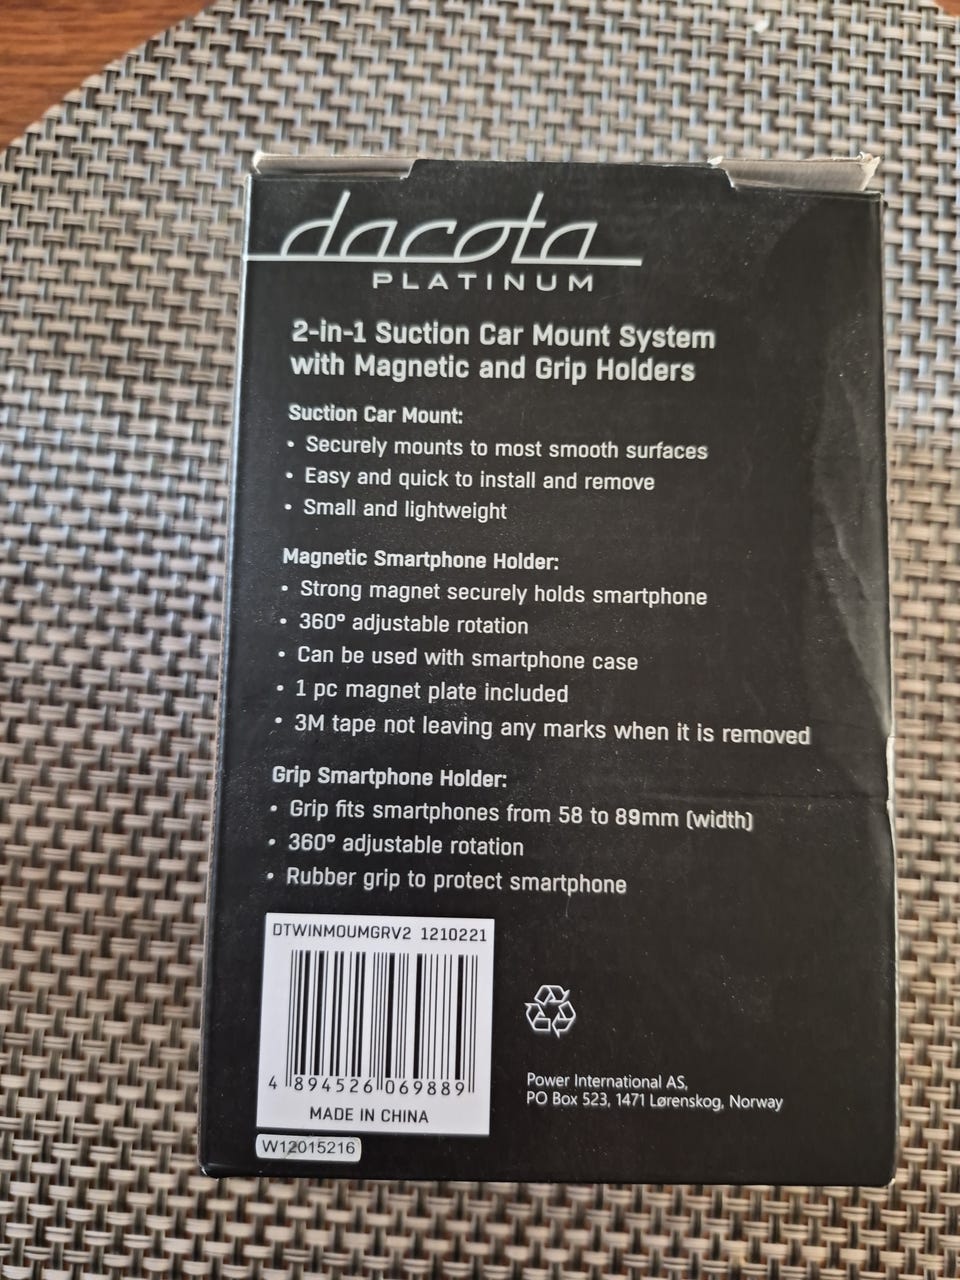 dacota
PLATINUM
2-in-1 Suction Car Mount System
with Magnetic and Grip Holders
Suction Car Mount:
• Securely mounts to most smooth surfaces
• Easy and quick to install and remove
• Small and lightweight
Magnetic Smartphone Holder:
• Strong magnet securely holds smartphone
• 360° adjustable rotation
• Can be used with smartphone case
• 1 pc magnet plate included
• 3M tape not leaving any marks when it is removed
Grip Smartphone Holder:
• Grip fits smartphones from 58 to 89mm (width)
• 360° adjustable rotation
• Rubber grip to protect smartphone
DTWINMOUMGRV2 1210221
4 894526 069889
MADE IN CHINA
W12015216
Power International AS,
PO Box 523, 1471 Lørenskog, Norway